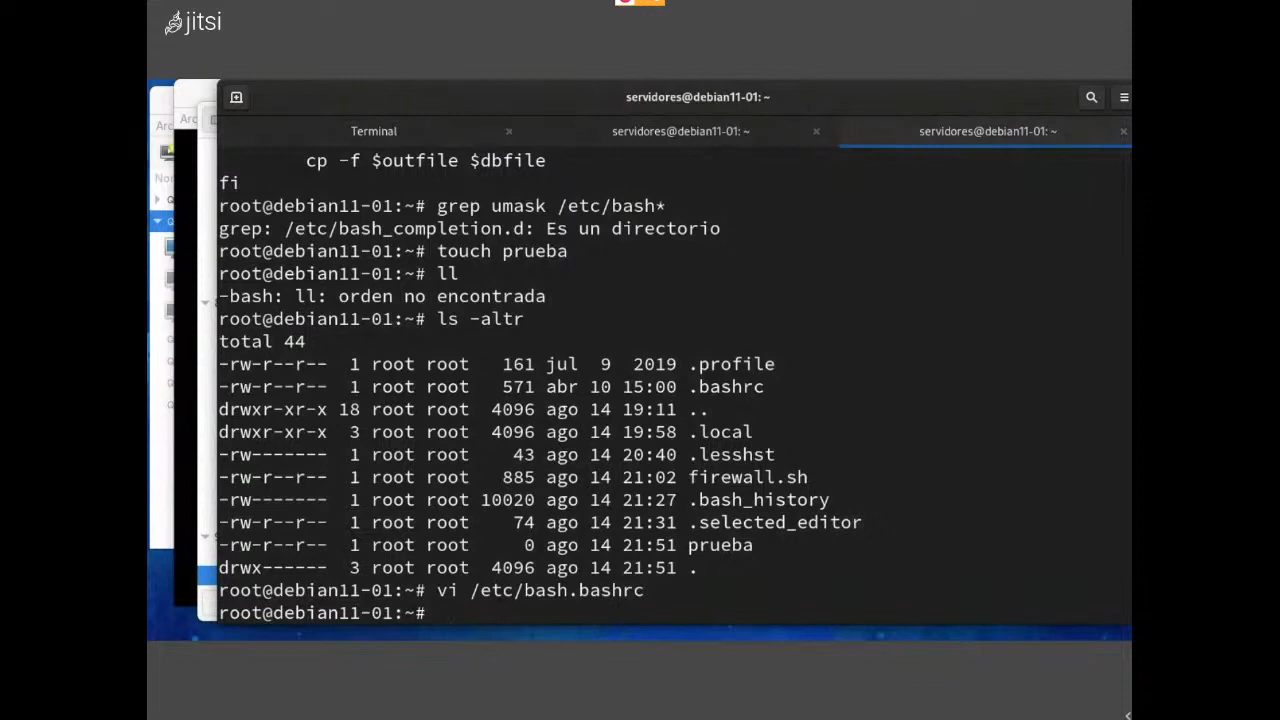 jitsi
servidores@debian11-01: ~
Terminal
servidores@debian11-01: ~
servidores@debian11-01: ~
cp -f $outfile $dbfile
fi
root@debian11-01:~# grep umask /etc/bash*
grep: /etc/bash_completion.d: Es un directorio
root@debian11-01:~# touch prueba
root@debian11-01:~# ll
-bash: ll: orden no encontrada
root@debian11-01:~# ls -altr
total 44
-rw-r--r--  1 root root   161 jul  9  2019 .profile
-rw-r--r--  1 root root   571 abr 10 15:00 .bashrc
drwxr-xr-x 18 root root  4096 ago 14 19:11 ..
drwxr-xr-x  3 root root  4096 ago 14 19:58 .local
-rw-------  1 root root    43 ago 14 20:40 .lesshst
-rw-r--r--  1 root root   885 ago 14 21:02 firewall.sh
-rw-------  1 root root 10020 ago 14 21:27 .bash_history
-rw-r--r--  1 root root    74 ago 14 21:31 .selected_editor
-rw-r--r--  1 root root     0 ago 14 21:51 prueba
drwx------  3 root root  4096 ago 14 21:51 .
root@debian11-01:~# vi /etc/bash.bashrc
root@debian11-01:~#